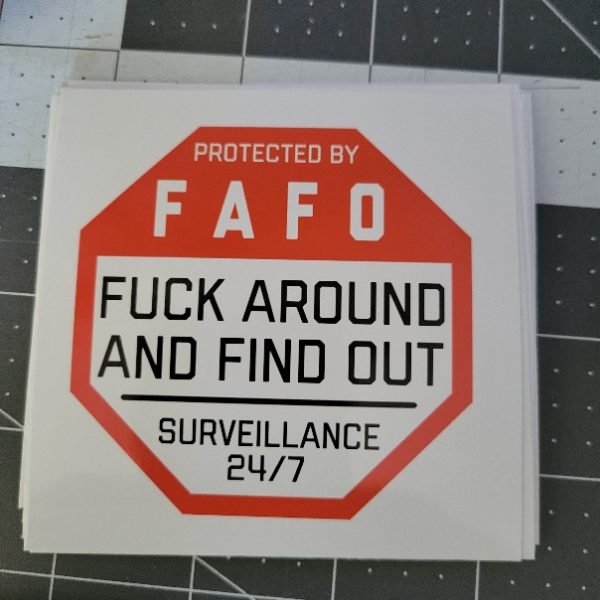 PROTECTED BY
FAFO
FUCK AROUND
AND FIND OUT
SURVEILLANCE
24/7